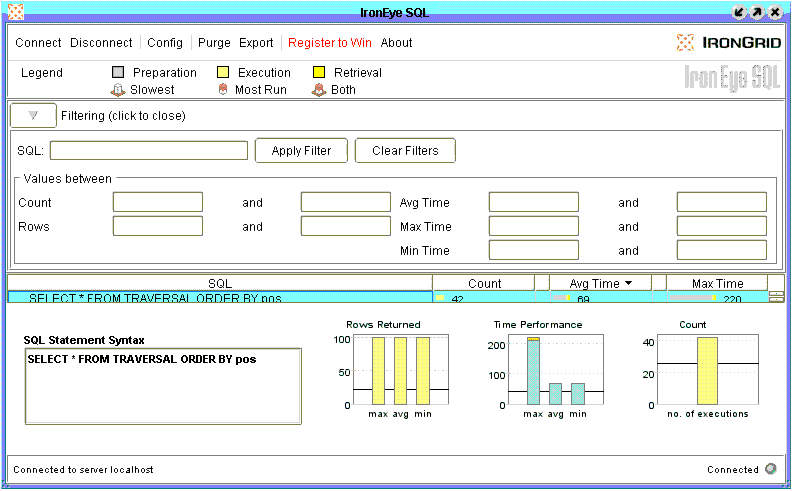 IronEye SQL
Connect Disconnect Config Purge Export Register to Win About IRONGRID
Legend Preparation Execution Retrieval IronEye SQL
Slowest Most Run Both
Filtering (click to close)
SQL: Apply Filter Clear Filters
Values between
Count and Avg Time and
Rows and Max Time and
Min Time and
SQL Count Avg Time Max Time
SELECT * FROM TRAVERSAL ORDER BY pos 42 69 220
Rows Returned Time Performance Count
SQL Statement Syntax
SELECT * FROM TRAVERSAL ORDER BY pos
100 50 0
max avg min
200 100 0
max avg min
40 20 0
no. of executions
Connected to server localhost Connected